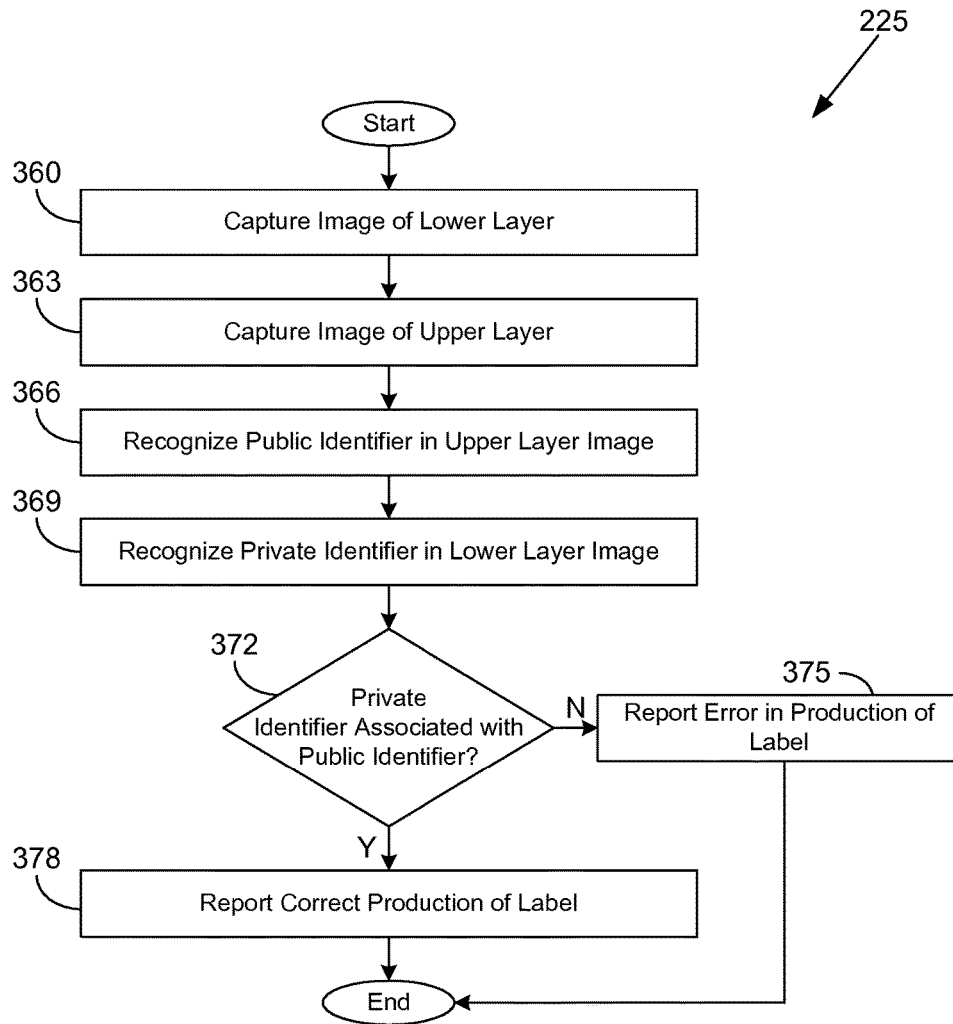 225
Start
360
Capture Image of Lower Layer
363
Capture Image of Upper Layer
366
Recognize Public Identifier in Upper Layer Image
369
Recognize Private Identifier in Lower Layer Image
372
Private
Identifier Associated with
Public Identifier?
N
375
Report Error in Production of
Label
Y
378
Report Correct Production of Label
End